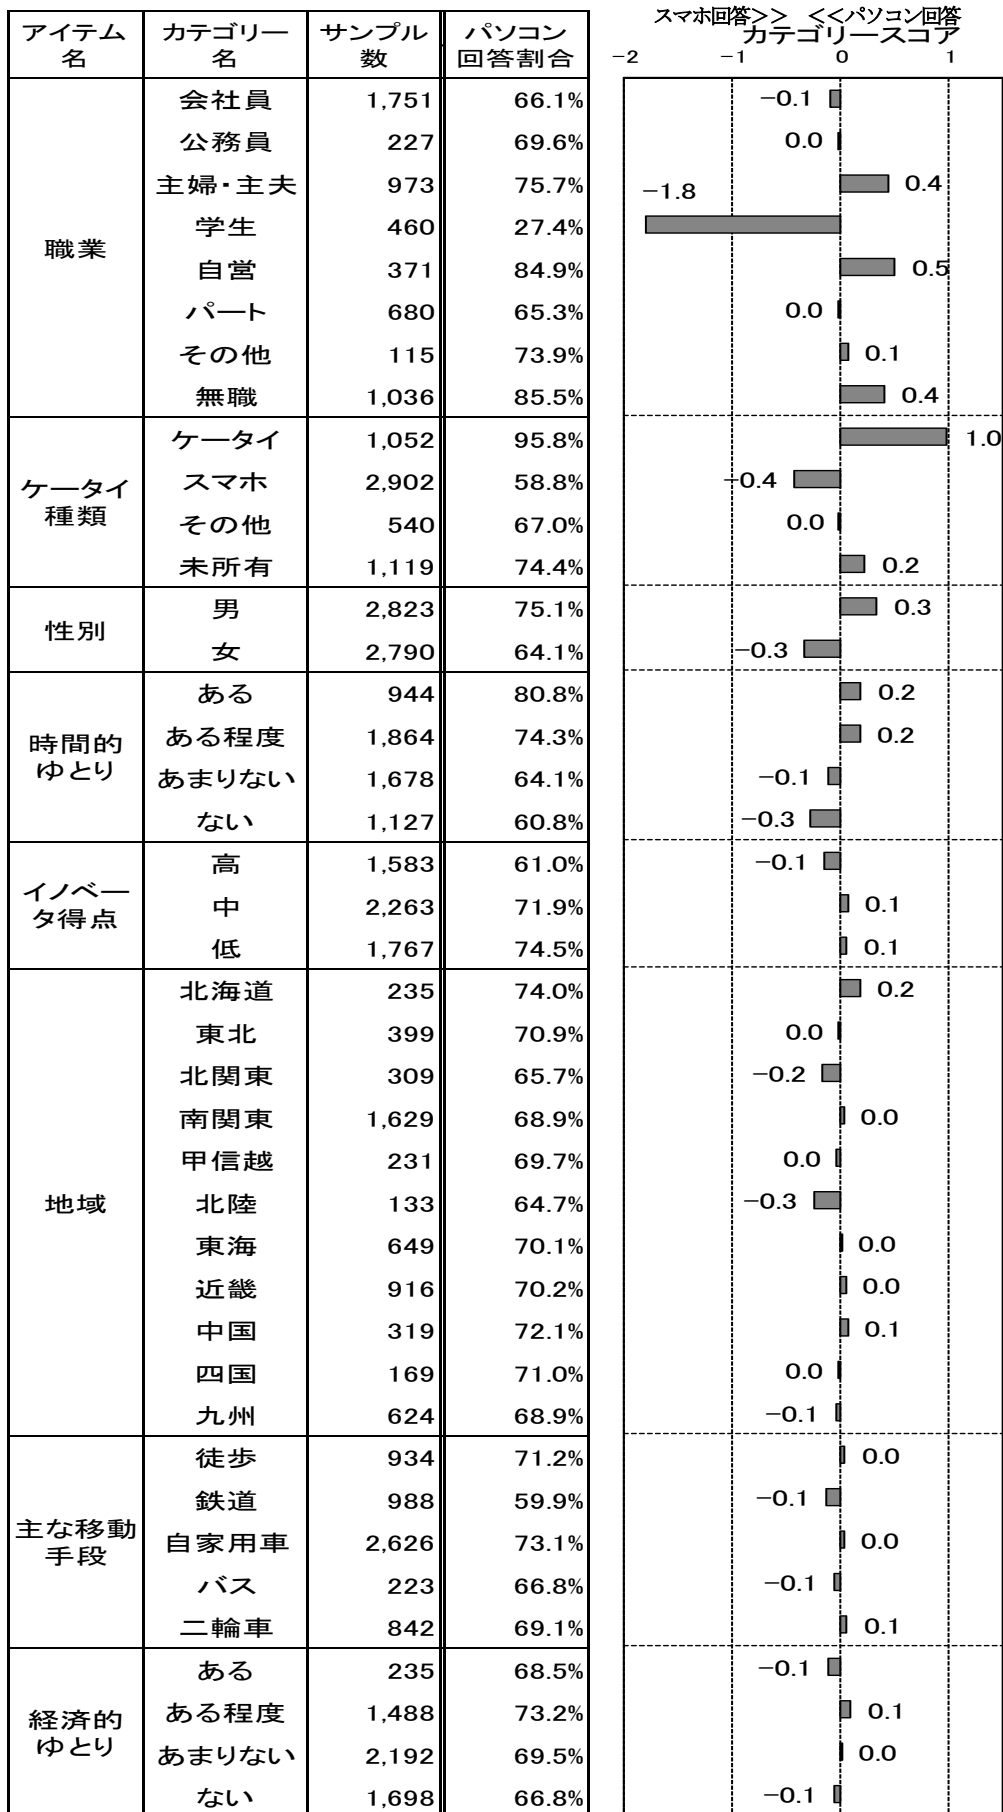 スマホ回答>> <<パソコン回答
カテゴリースコア
アイテム名 カテゴリー名 サンプル数 パソコン回答割合 −2 −1 0 1
職業
会社員 1,751 66.1% −0.1
公務員 227 69.6% 0.0
主婦・主夫 973 75.7% 0.4
学生 460 27.4% −1.8
自営 371 84.9% 0.5
パート 680 65.3% 0.0
その他 115 73.9% 0.1
無職 1,036 85.5% 0.4
ケータイ種類
ケータイ 1,052 95.8% 1.0
スマホ 2,902 58.8% −0.4
その他 540 67.0% 0.0
未所有 1,119 74.4% 0.2
性別
男 2,823 75.1% 0.3
女 2,790 64.1% −0.3
時間的ゆとり
ある 944 80.8% 0.2
ある程度 1,864 74.3% 0.2
あまりない 1,678 64.1% −0.1
ない 1,127 60.8% −0.3
イノベータ得点
高 1,583 61.0% −0.1
中 2,263 71.9% 0.1
低 1,767 74.5% 0.1
地域
北海道 235 74.0% 0.2
東北 399 70.9% 0.0
北関東 309 65.7% −0.2
南関東 1,629 68.9% 0.0
甲信越 231 69.7% 0.0
北陸 133 64.7% −0.3
東海 649 70.1% 0.0
近畿 916 70.2% 0.0
中国 319 72.1% 0.1
四国 169 71.0% 0.0
九州 624 68.9% −0.1
主な移動手段
徒歩 934 71.2% 0.0
鉄道 988 59.9% −0.1
自家用車 2,626 73.1% 0.0
バス 223 66.8% −0.1
二輪車 842 69.1% 0.1
経済的ゆとり
ある 235 68.5% −0.1
ある程度 1,488 73.2% 0.1
あまりない 2,192 69.5% 0.0
ない 1,698 66.8% −0.1